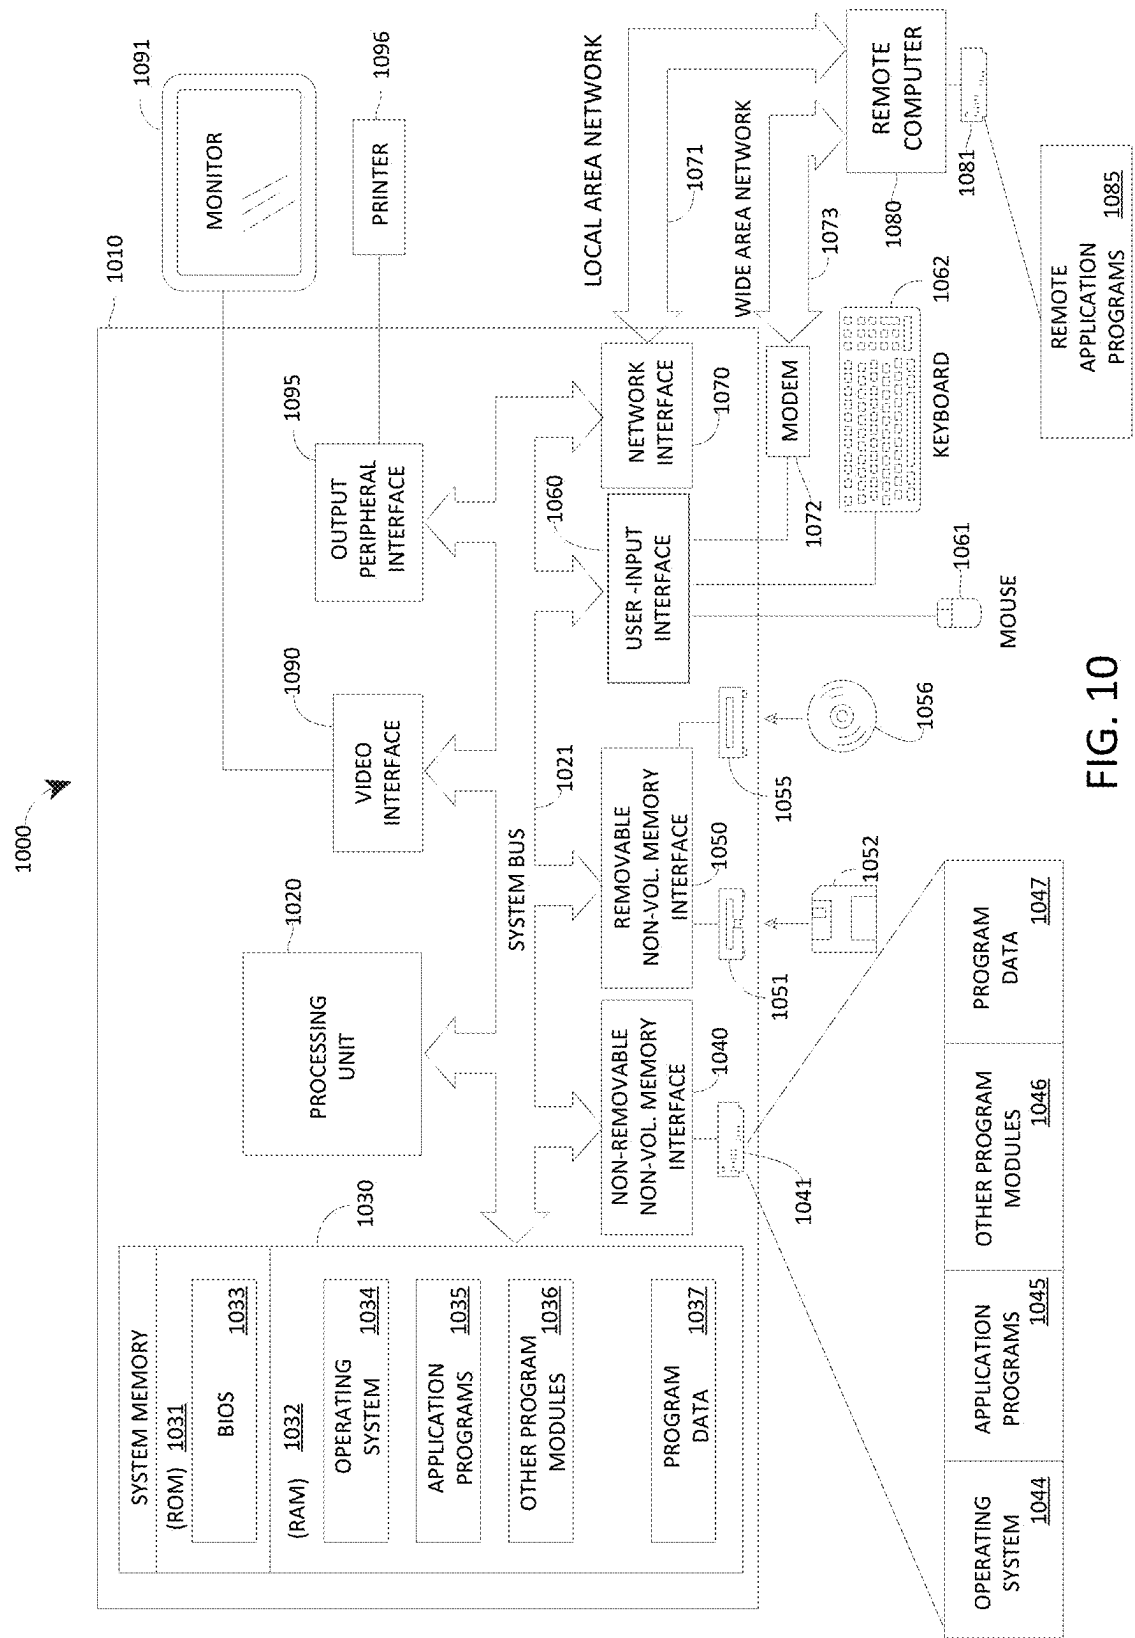 1000
1010
SYSTEM MEMORY
(ROM) 1031
BIOS
1033
(RAM) 1032
OPERATING
SYSTEM
1034
APPLICATION
PROGRAMS
1035
OTHER PROGRAM
MODULES
1036
PROGRAM
DATA
1037
1030
PROCESSING
UNIT
1020
VIDEO
INTERFACE
1090
OUTPUT
PERIPHERAL
INTERFACE
1095
MONITOR
1091
PRINTER
1096
SYSTEM BUS
1021
NON-REMOVABLE
NON-VOL. MEMORY
INTERFACE
1040
REMOVABLE
NON-VOL. MEMORY
INTERFACE
1050
USER-INPUT
INTERFACE
1060
NETWORK
INTERFACE
1070
LOCAL AREA NETWORK
1071
WIDE AREA NETWORK
1073
MODEM
1072
REMOTE
COMPUTER
1080
1081
REMOTE
APPLICATION
PROGRAMS
1085
KEYBOARD
1062
MOUSE
1061
1041
1051
1052
1055
1056
OPERATING
SYSTEM
1044
APPLICATION
PROGRAMS
1045
OTHER PROGRAM
MODULES
1046
PROGRAM
DATA
1047
FIG. 10